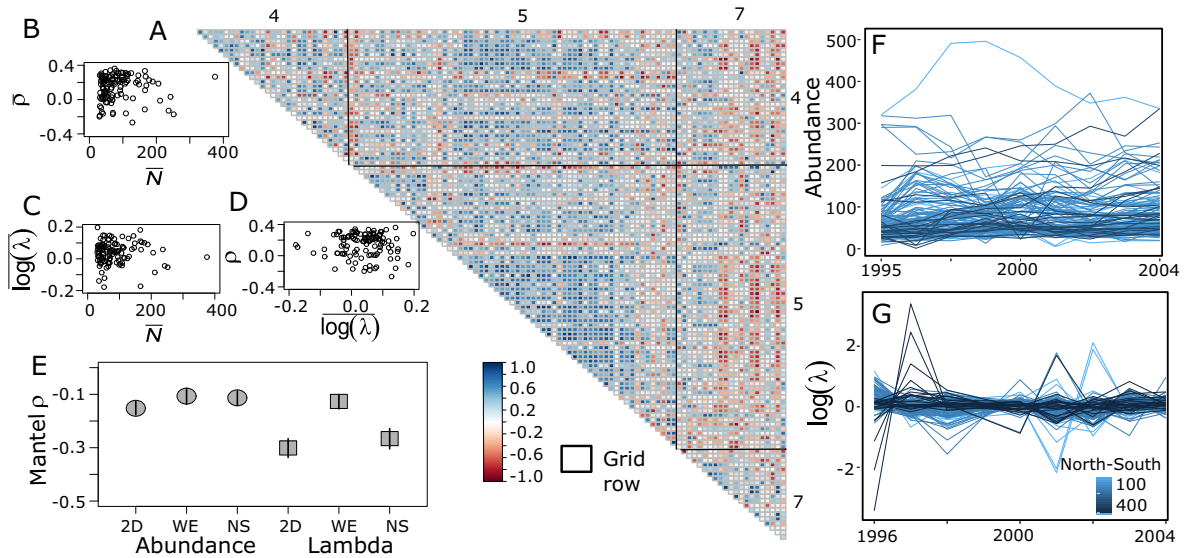 B
A
4
5
7
ρ̅
0.4
0.0
-0.4
0
200
400
N̅
C
log(λ)
0.2
0.0
-0.2
0
200
400
N̅
D
ρ
0.4
0.0
-0.4
-0.2
0.0
0.2
log(λ)
E
Mantel ρ
-0.1
-0.3
-0.5
2D
WE
NS
2D
WE
NS
Abundance
Lambda
1.0
0.6
0.2
-0.2
-0.6
-1.0
Grid
row
4
5
7
F
Abundance
500
400
300
200
100
0
1995
2000
2004
G
log(λ)
2
0
-2
North-South
100
400
1996
2000
2004